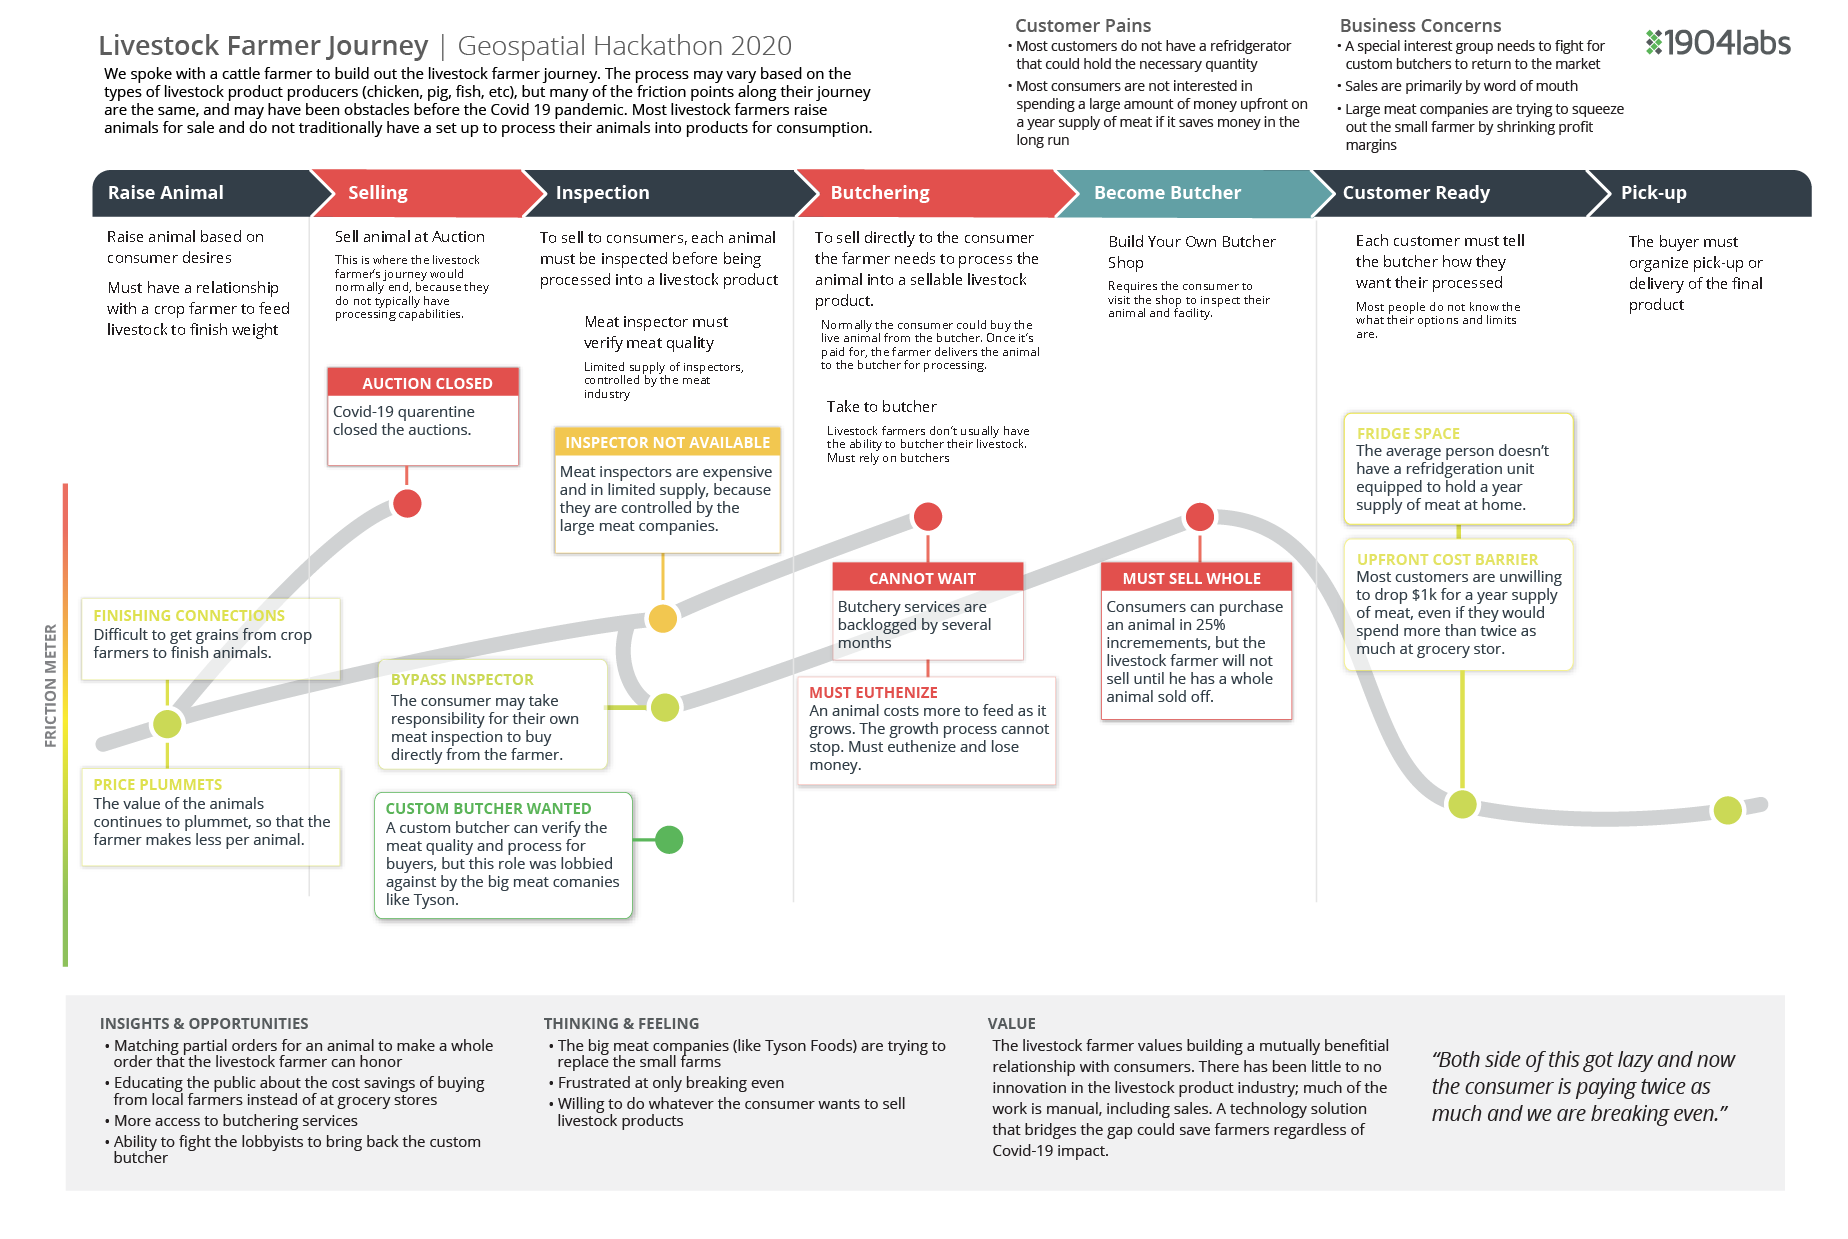 Livestock Farmer Journey | Geospatial Hackathon 2020
We spoke with a cattle farmer to build out the livestock farmer journey. The process may vary based on the
types of livestock product producers (chicken, pig, fish, etc), but many of the friction points along their journey
are the same, and may have been obstacles before the Covid 19 pandemic. Most livestock farmers raise
animals for sale and do not traditionally have a set up to process their animals into products for consumption.
Customer Pains
• Most customers do not have a refridgerator
that could hold the necessary quantity
• Most consumers are not interested in
spending a large amount of money upfront on
a year supply of meat if it saves money in the
long run
Business Concerns
• A special interest group needs to fight for
custom butchers to return to the market
• Sales are primarily by word of mouth
• Large meat companies are trying to squeeze
out the small farmer by shrinking profit
margins
1904labs
Raise Animal
Selling
Inspection
Butchering
Become Butcher
Customer Ready
Pick-up
Raise animal based on
consumer desires
Must have a relationship
with a crop farmer to feed
livestock to finish weight
Sell animal at Auction
This is where the livestock
farmer's journey would
normally end, because they
do not typically have
processing capabilities.
To sell to consumers, each animal
must be inspected before being
processed into a livestock product
Meat inspector must
verify meat quality
Limited supply of inspectors,
controlled by the meat
industry
To sell directly to the consumer
the farmer needs to process the
animal into a sellable livestock
product.
Normally the consumer could buy the
live animal from the butcher. Once it's
paid for, the farmer delivers the animal
to the butcher for processing.
Take to butcher
Livestock farmers don't usually have
the ability to butcher their livestock.
Must rely on butchers
Build Your Own Butcher
Shop
Requires the consumer to
visit the shop to inspect their
animal and facility.
Each customer must tell
the butcher how they
want their processed
Most people do not know the
what their options and limits
are.
The buyer must
organize pick-up or
delivery of the final
product
AUCTION CLOSED
Covid-19 quarentine
closed the auctions.
INSPECTOR NOT AVAILABLE
Meat inspectors are expensive
and in limited supply, because
they are controlled by the
large meat companies.
FRIDGE SPACE
The average person doesn't
have a refridgeration unit
equipped to hold a year
supply of meat at home.
UPFRONT COST BARRIER
Most customers are unwilling
to drop $1k for a year supply
of meat, even if they would
spend more than twice as
much at grocery stor.
CANNOT WAIT
Butchery services are
backlogged by several
months
MUST EUTHENIZE
An animal costs more to feed as it
grows. The growth process cannot
stop. Must euthenize and lose
money.
MUST SELL WHOLE
Consumers can purchase
an animal in 25%
incremements, but the
livestock farmer will not
sell until he has a whole
animal sold off.
FRICTION METER
FINISHING CONNECTIONS
Difficult to get grains from crop
farmers to finish animals.
PRICE PLUMMETS
The value of the animals
continues to plummet, so that the
farmer makes less per animal.
BYPASS INSPECTOR
The consumer may take
responsibility for their own
meat inspection to buy
directly from the farmer.
CUSTOM BUTCHER WANTED
A custom butcher can verify the
meat quality and process for
buyers, but this role was lobbied
against by the big meat comanies
like Tyson.
INSIGHTS & OPPORTUNITIES
• Matching partial orders for an animal to make a whole
order that the livestock farmer can honor
• Educating the public about the cost savings of buying
from local farmers instead of at grocery stores
• More access to butchering services
• Ability to fight the lobbyists to bring back the custom
butcher
THINKING & FEELING
• The big meat companies (like Tyson Foods) are trying to
replace the small farms
• Frustrated at only breaking even
• Willing to do whatever the consumer wants to sell
livestock products
VALUE
The livestock farmer values building a mutually benefitial
relationship with consumers. There has been little to no
innovation in the livestock product industry; much of the
work is manual, including sales. A technology solution
that bridges the gap could save farmers regardless of
Covid-19 impact.
“Both side of this got lazy and now
the consumer is paying twice as
much and we are breaking even.”